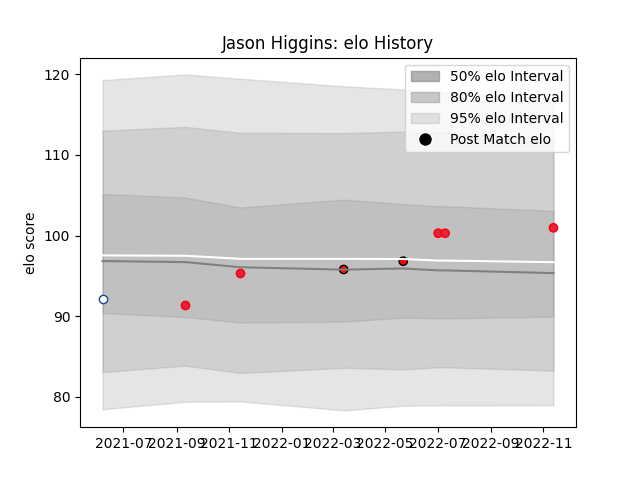 Jason Higgins: elo History
50% elo Interval
80% elo Interval
95% elo Interval
Post Match elo
elo score
120
110
100
90
80
2021-07 2021-09 2021-11 2022-01 2022-03 2022-05 2022-07 2022-09 2022-11